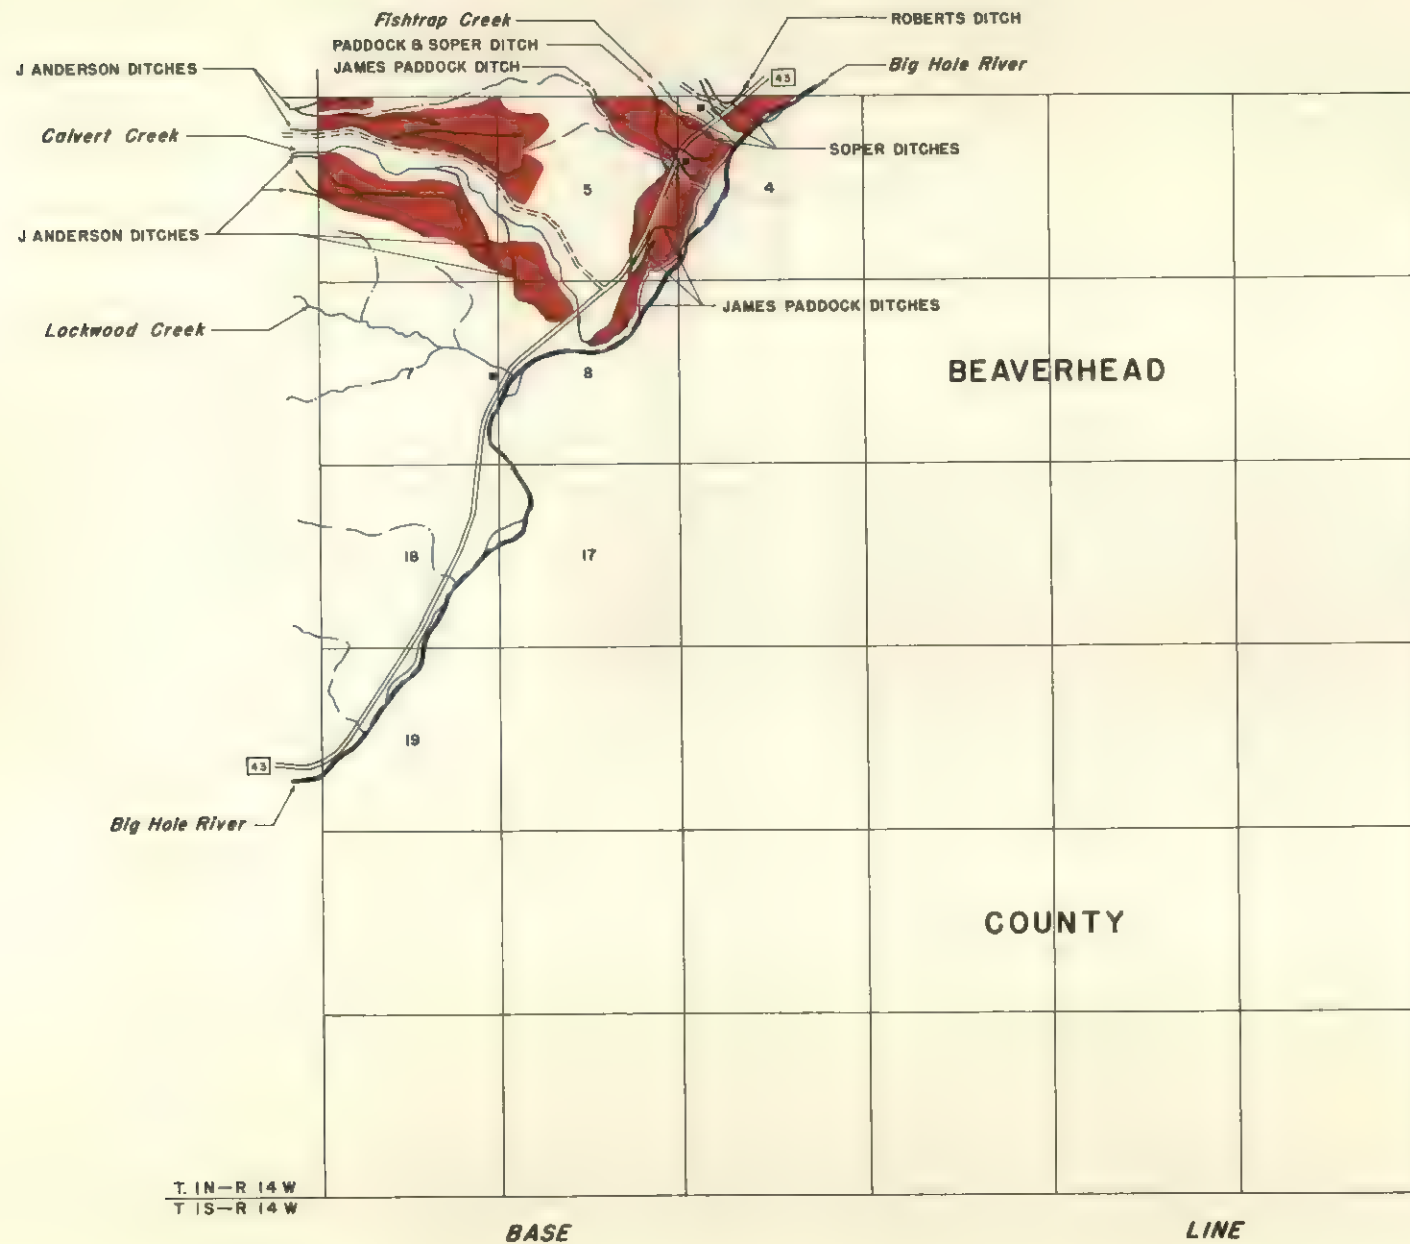 Fishtrap Creek
ROBERTS DITCH
PADDOCK & SOPER DITCH
J ANDERSON DITCHES
JAMES PADDOCK DITCH
Big Hole River
43
Calvert Creek
SOPER DITCHES
5
4
J ANDERSON DITCHES
JAMES PADDOCK DITCHES
Lockwood Creek
BEAVERHEAD
7
8
18
17
19
43
Big Hole River
COUNTY
T. 1N—R 14 W
T 1S—R 14 W
BASE LINE